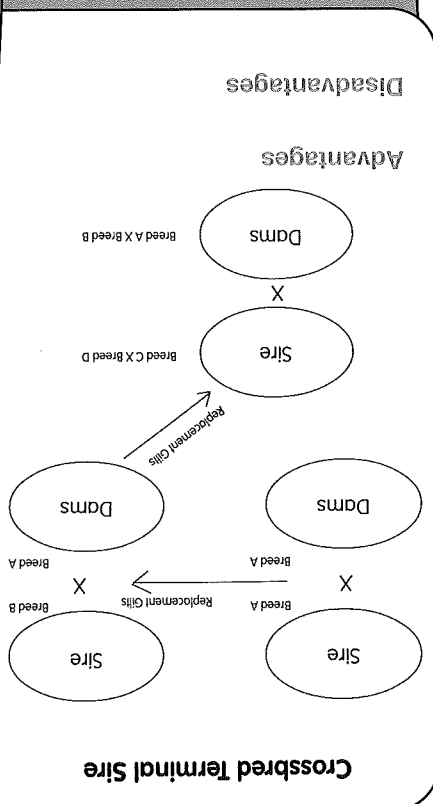 Crossbred Terminal Sire
Sire
Sire
Breed A
Replacement Gilts
Breed B
X
X
Breed A
Breed A
Dams
Dams
Replacement Gilts
Sire
Breed C X Breed D
X
Dams
Breed A X Breed B
Advantages
Disadvantages